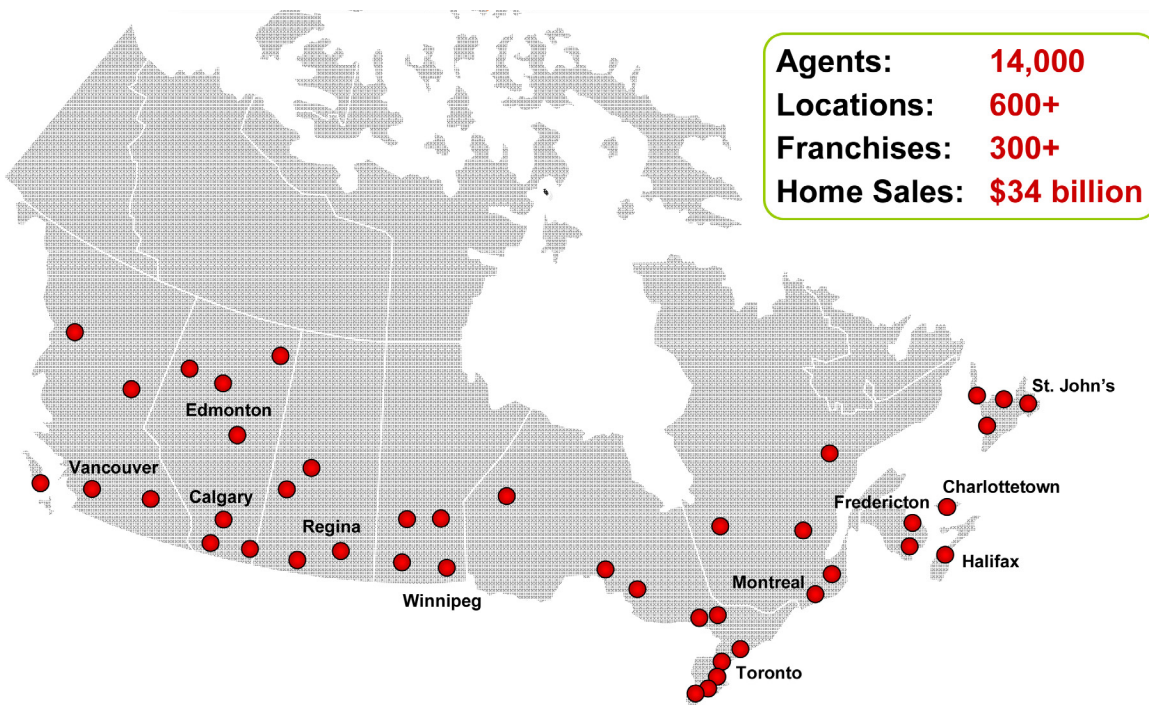 Agents: 14,000
Locations: 600+
Franchises: 300+
Home Sales: $34 billion
St. John's
Edmonton
Vancouver
Charlottetown
Calgary
Fredericton
Regina
Halifax
Montreal
Winnipeg
Toronto